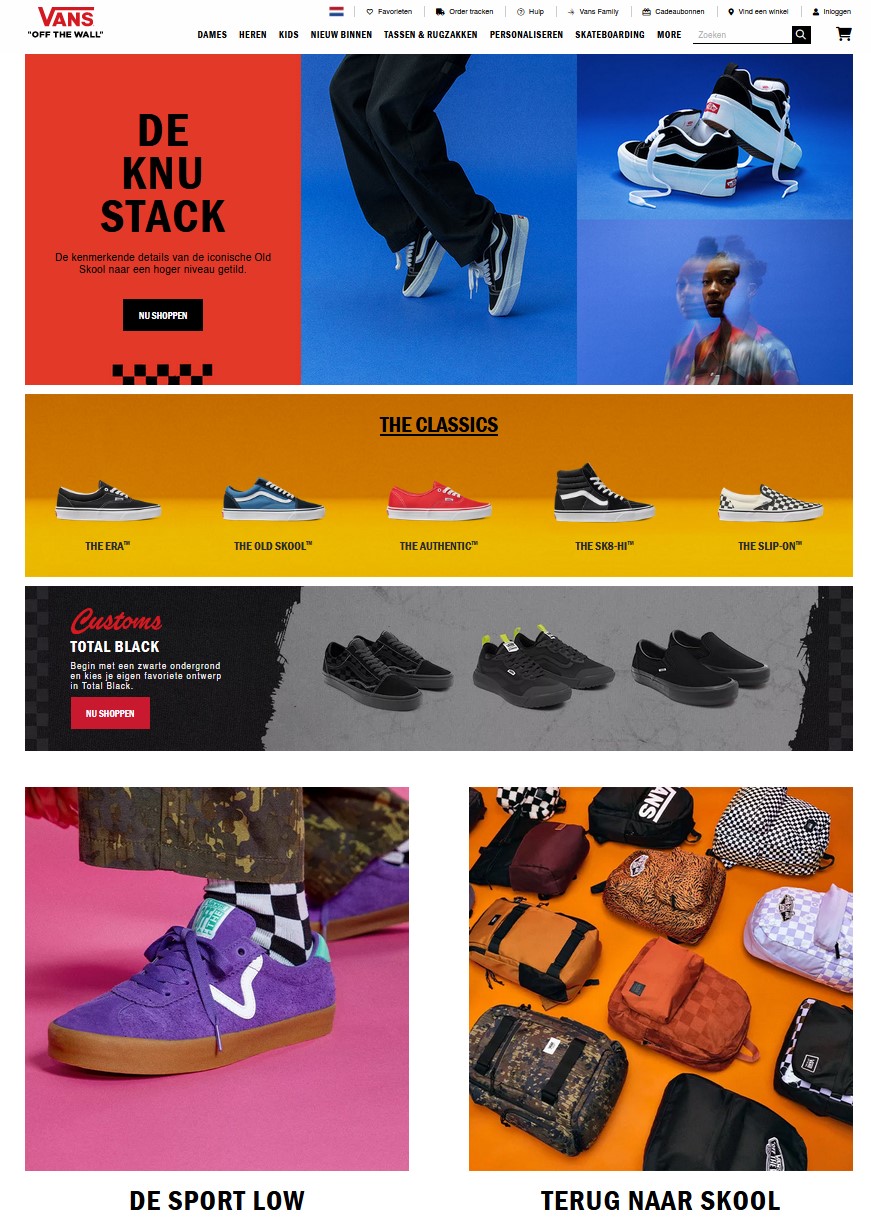 VANS
"OFF THE WALL"
Favorieten
Order tracken
Hulp
Vans Family
Cadeaubonnen
Vind een winkel
Inloggen
DAMES HEREN KIDS NIEUW BINNEN TASSEN & RUGZAKKEN PERSONALISEREN SKATEBOARDING MORE
Zoeken
DE
KNU
STACK
De kenmerkende details van de iconische Old
Skool naar een hoger niveau getild.
NU SHOPPEN
THE CLASSICS
THE ERA™
THE OLD SKOOL™
THE AUTHENTIC™
THE SK8-HI™
THE SLIP-ON™
Customs
TOTAL BLACK
Begin met een zwarte ondergrond
en kies je eigen favoriete ontwerp
in Total Black.
NU SHOPPEN
VANS
DE SPORT LOW
TERUG NAAR SKOOL